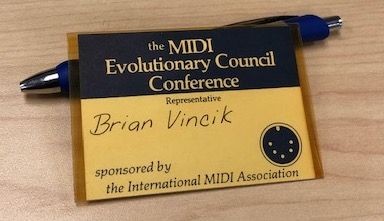 the MIDI
Evolutionary Council
Conference
Representative
Brian Vincik
sponsored by
the International MIDI Association